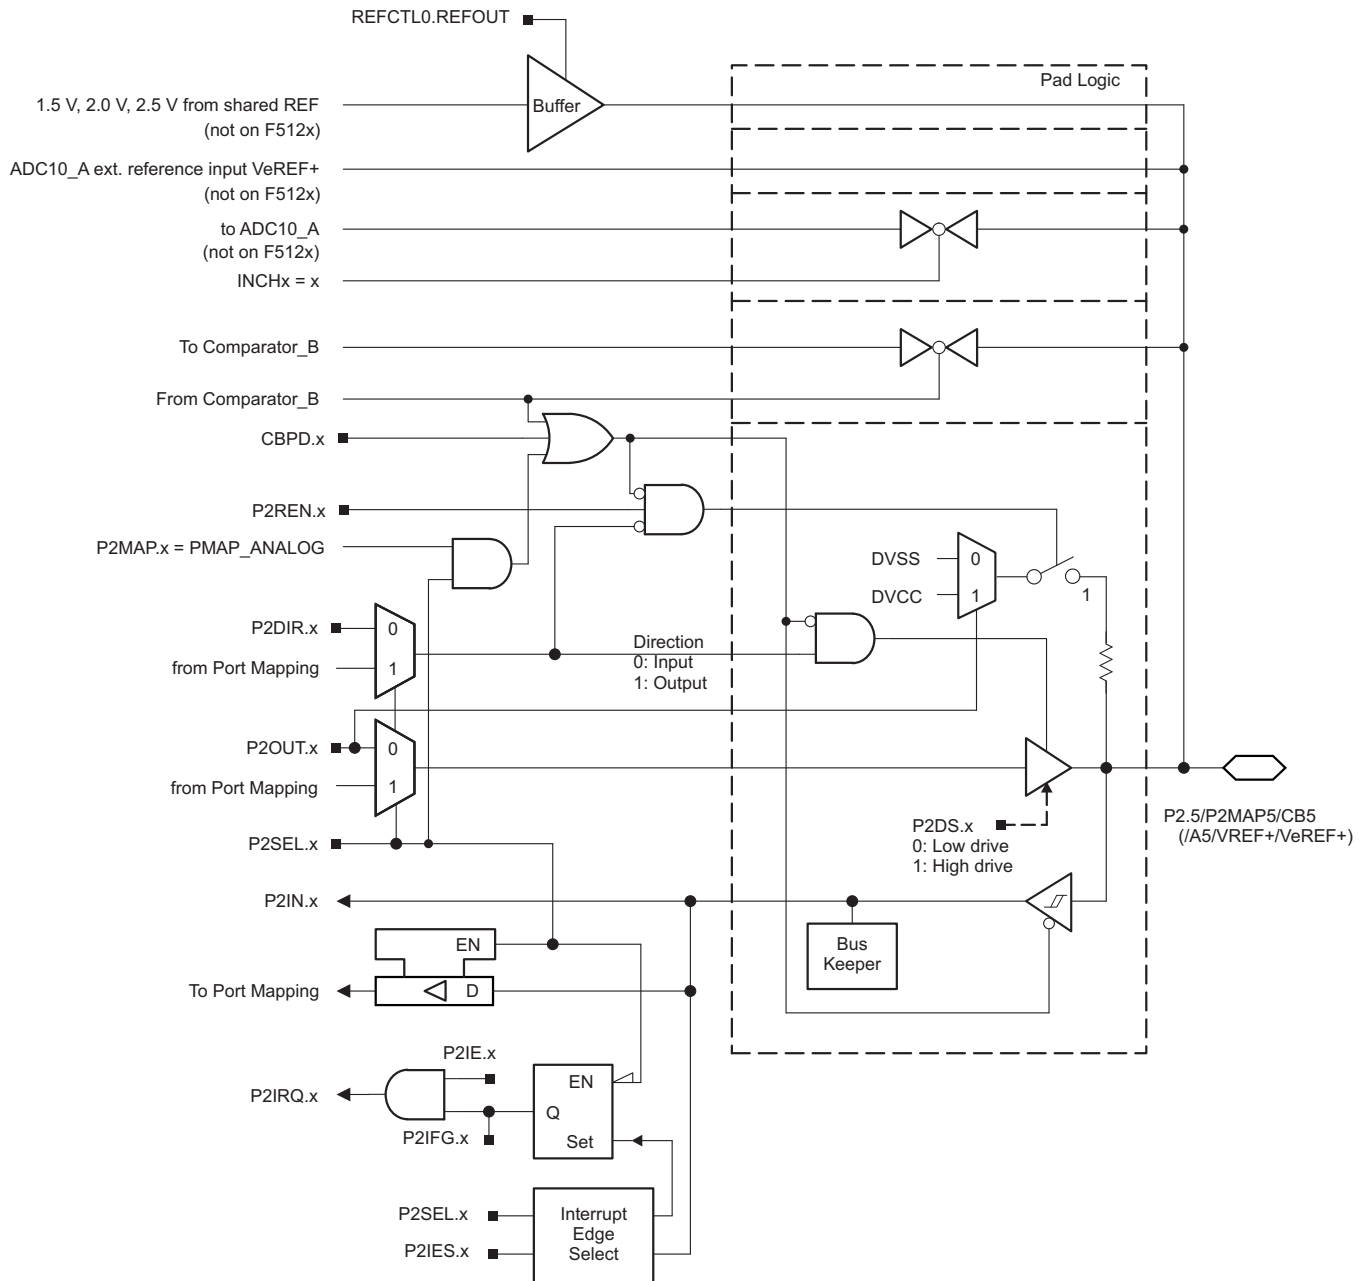 REFCTL0.REFOUT
Pad Logic
1.5 V, 2.0 V, 2.5 V from shared REF
(not on F512x)
Buffer
ADC10_A ext. reference input VeREF+
(not on F512x)
to ADC10_A
(not on F512x)
INCHx = x
To Comparator_B
From Comparator_B
CBPD.x
P2REN.x
P2MAP.x = PMAP_ANALOG
DVSS
0
DVCC
1
1
P2DIR.x
0
from Port Mapping
1
Direction
0: Input
1: Output
P2OUT.x
0
from Port Mapping
1
P2SEL.x
P2DS.x
0: Low drive
1: High drive
P2.5/P2MAP5/CB5
(/A5/VREF+/VeREF+)
P2IN.x
Bus
Keeper
EN
To Port Mapping
D
P2IE.x
P2IRQ.x
EN
Q
P2IFG.x
Set
P2SEL.x
P2IES.x
Interrupt
Edge
Select